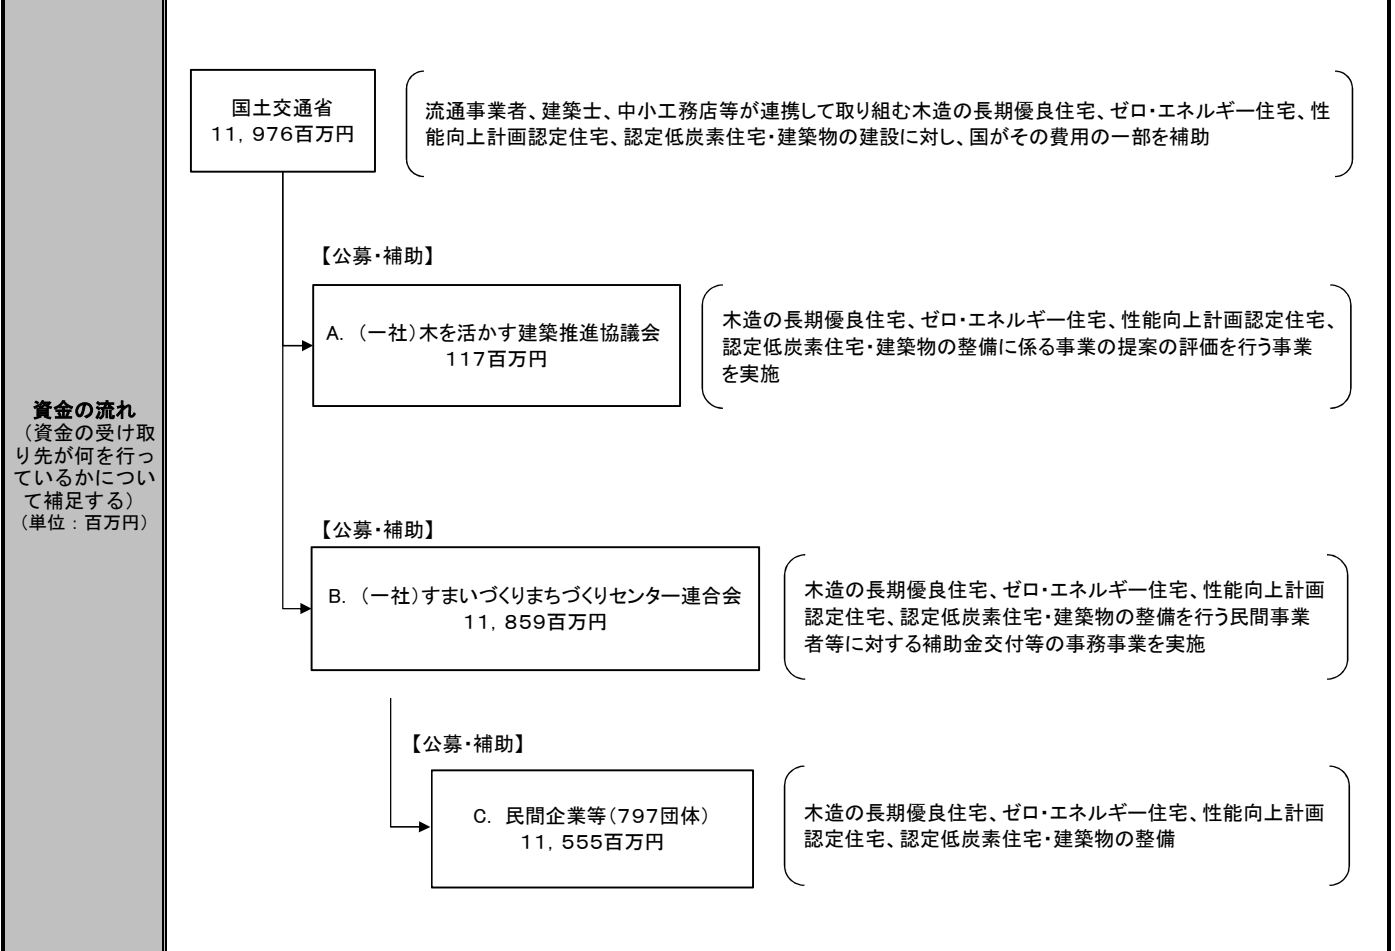 資金の流れ
（資金の受け取
り先が何を行っ
ているかについ
て補足する）
（単位：百万円）
国土交通省
11,976百万円
流通事業者、建築士、中小工務店等が連携して取り組む木造の長期優良住宅、ゼロ・エネルギー住宅、性
能向上計画認定住宅、認定低炭素住宅・建築物の建設に対し、国がその費用の一部を補助
【公募・補助】
A. （一社）木を活かす建築推進協議会
117百万円
木造の長期優良住宅、ゼロ・エネルギー住宅、性能向上計画認定住宅、
認定低炭素住宅・建築物の整備に係る事業の提案の評価を行う事業
を実施
【公募・補助】
B. （一社）すまいづくりまちづくりセンター連合会
11,859百万円
木造の長期優良住宅、ゼロ・エネルギー住宅、性能向上計画
認定住宅、認定低炭素住宅・建築物の整備を行う民間事業
者等に対する補助金交付等の事務事業を実施
【公募・補助】
C. 民間企業等（797団体）
11,555百万円
木造の長期優良住宅、ゼロ・エネルギー住宅、性能向上計画
認定住宅、認定低炭素住宅・建築物の整備